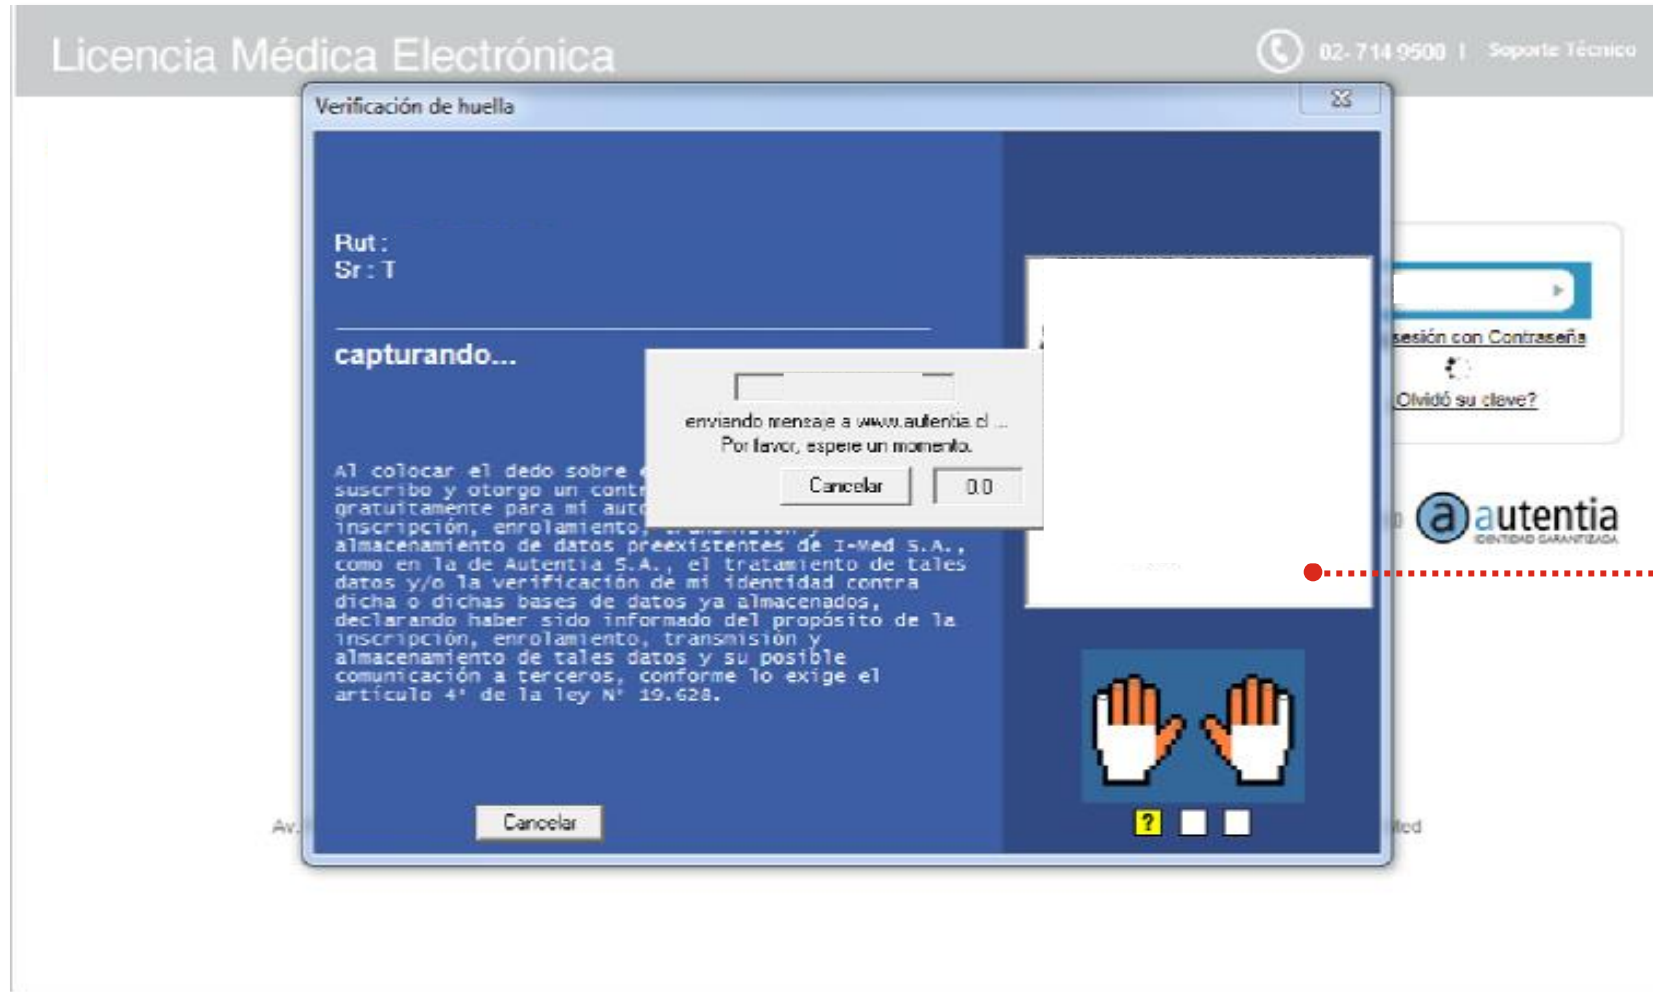 Licencia Médica Electrónica
02- 714 9500 | Soporte Técnico
Verificación de huella
Rut :
Sr : T
capturando...
enviando mensaje a www.autentia.cl ...
Por favor, espere un momento.
Cancelar
0.0
Al colocar el dedo sobre
suscribo y otorgo un
gratuitamente para mi
inscripción, enrolamiento,
almacenamiento de datos preexistentes de I-Med S.A.,
como en la de Autentia S.A., el tratamiento de tales
datos y/o la verificación de mi identidad contra
dicha o dichas bases de datos ya almacenados,
declarando haber sido informado del propósito de la
inscripción, enrolamiento, transmisión y
almacenamiento de tales datos y su posible
comunicación a terceros, conforme lo exige el
artículo 4° de la ley N° 19.628.
Cancelar
?
sesión con Contraseña
Olvidó su clave?
a autentia
IDENTIDAD GARANTIZADA
Av.